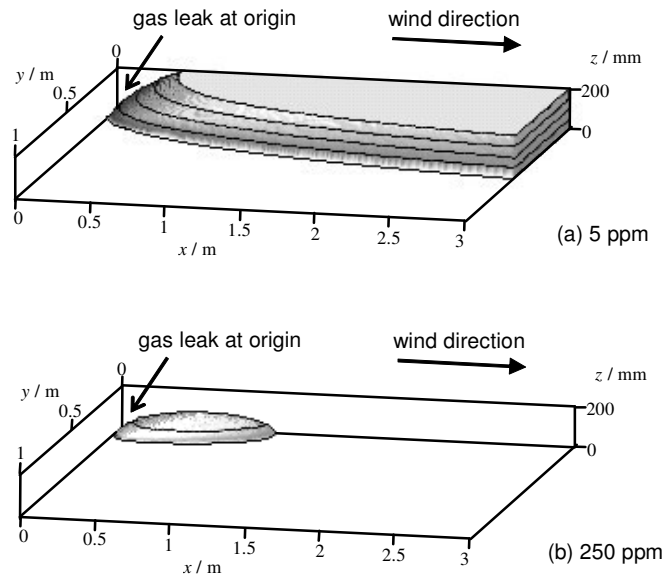 gas leak at origin
wind direction
0
z / mm
y / m
0.5
200
0
1
0
0.5
1
1.5
2
2.5
3
x / m
(a) 5 ppm
gas leak at origin
wind direction
0
z / mm
y / m
0.5
200
0
1
0
0.5
1
1.5
2
2.5
3
x / m
(b) 250 ppm